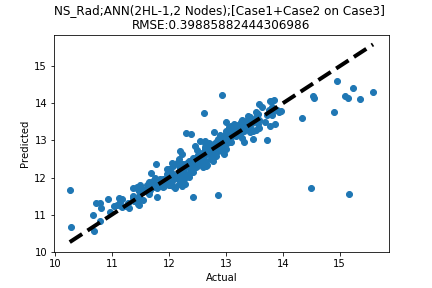 NS_Rad;ANN(2HL-1,2 Nodes);[Case1+Case2 on Case3]
RMSE:0.39885882444306986
15
14
13
12
11
10
Predicted
10 11 12 13 14 15
Actual